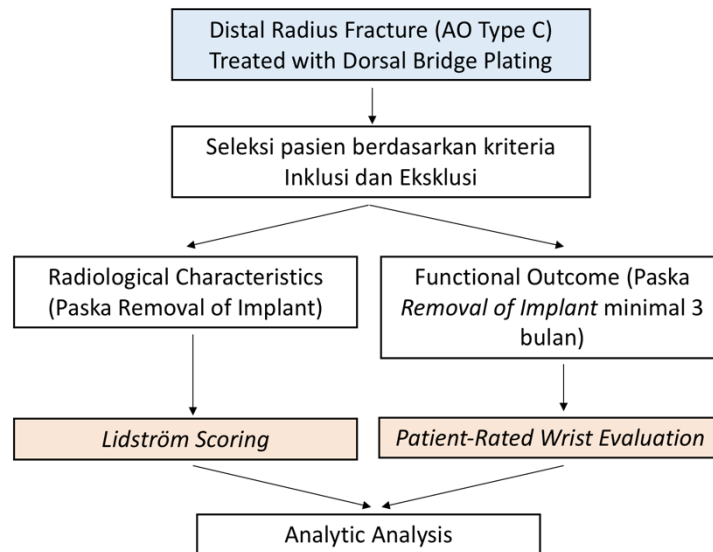 Distal Radius Fracture (AO Type C)
Treated with Dorsal Bridge Plating
Seleksi pasien berdasarkan kriteria
Inklusi dan Eksklusi
Radiological Characteristics
(Paska Removal of Implant)
Functional Outcome (Paska
Removal of Implant minimal 3
bulan)
Lidström Scoring
Patient-Rated Wrist Evaluation
Analytic Analysis